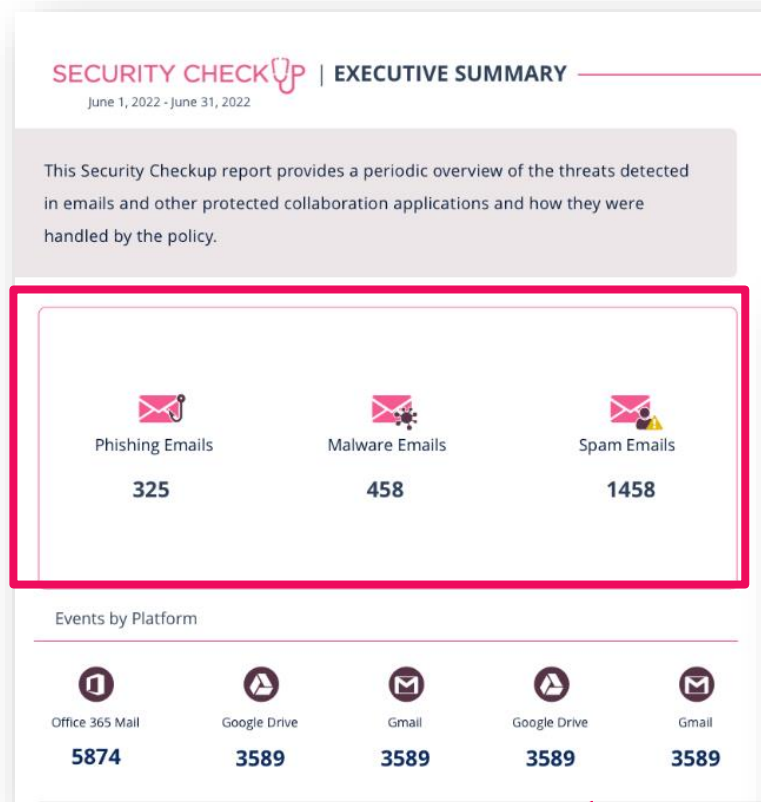 SECURITY CHECKUP | EXECUTIVE SUMMARY
June 1, 2022 - June 31, 2022
This Security Checkup report provides a periodic overview of the threats detected
in emails and other protected collaboration applications and how they were
handled by the policy.
Phishing Emails Malware Emails Spam Emails
325 458 1458
Events by Platform
Office 365 Mail Google Drive Gmail Google Drive Gmail
5874 3589 3589 3589 3589